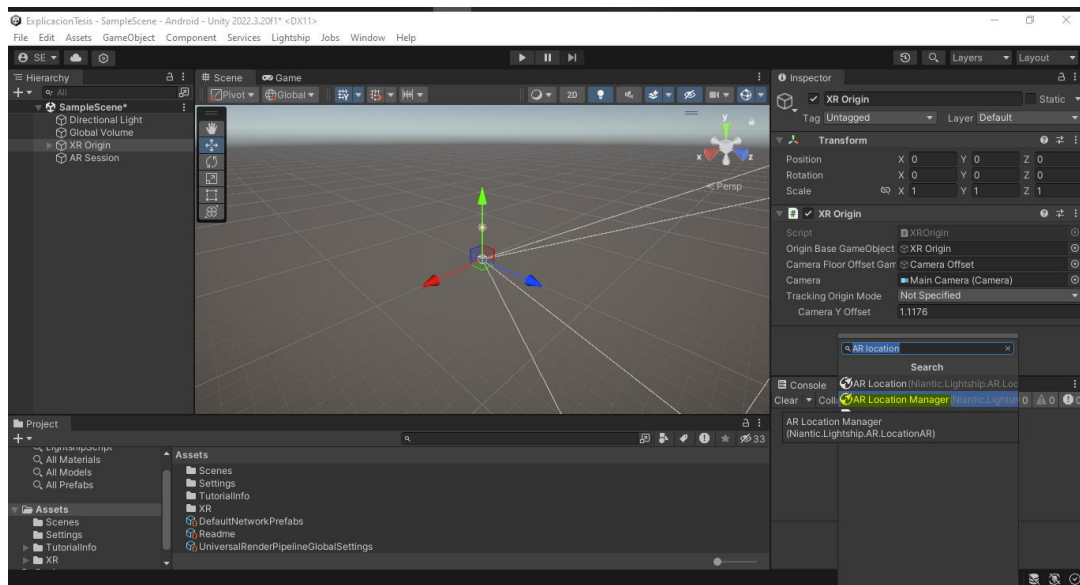 ExplicacionTesis - SampleScene - Android - Unity 2022.3.20f1* <DX11>
File Edit Assets GameObject Component Services Lightship Jobs Window Help
SE
Layers Layout
Hierarchy
All
SampleScene*
Directional Light
Global Volume
XR Origin
AR Session
Scene Game
Pivot Global 2D
y
x z
< Persp
Inspector
XR Origin Static
Tag Untagged Layer Default
Transform
Position X 0 Y 0 Z 0
Rotation X 0 Y 0 Z 0
Scale X 1 Y 1 Z 1
XR Origin
Script XROrigin
Origin Base GameObject XR Origin
Camera Floor Offset Gam Camera Offset
Camera Main Camera (Camera)
Tracking Origin Mode Not Specified
Camera Y Offset 1.1176
AR location
Search
AR Location (Niantic.Lightship.AR.Loc
AR Location Manager (Niantic.Lightsh
AR Location Manager
(Niantic.Lightship.AR.LocationAR)
Console
Clear Coll 0 0
Project
33
All Materials
All Models
All Prefabs
Assets
Scenes
Settings
TutorialInfo
XR
Assets
Scenes
Settings
TutorialInfo
XR
DefaultNetworkPrefabs
Readme
UniversalRenderPipelineGlobalSettings